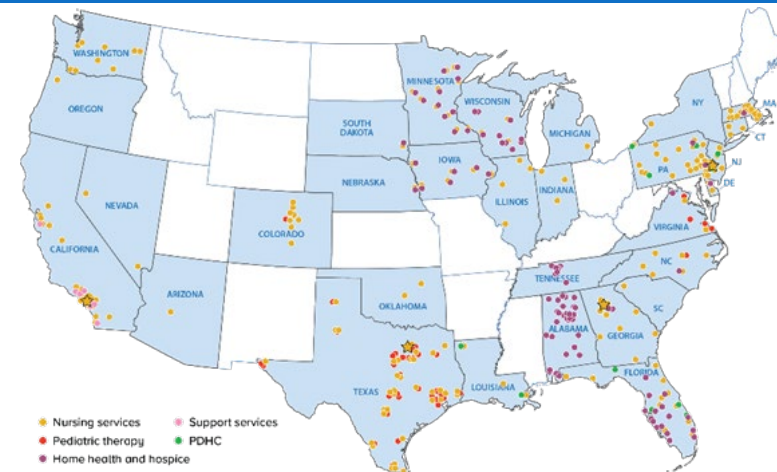 WASHINGTON
OREGON
NEVADA
CALIFORNIA
ARIZONA
COLORADO
SOUTH
DAKOTA
NEBRASKA
MINNESOTA
WISCONSIN
IOWA
ILLINOIS
INDIANA
MICHIGAN
NY
MA
CT
PA
NJ
DE
VIRGINIA
NC
SC
TENNESSEE
ALABAMA
GEORGIA
FLORIDA
OKLAHOMA
TEXAS
LOUISIANA
Nursing services
Pediatric therapy
Home health and hospice
Support services
PDHC